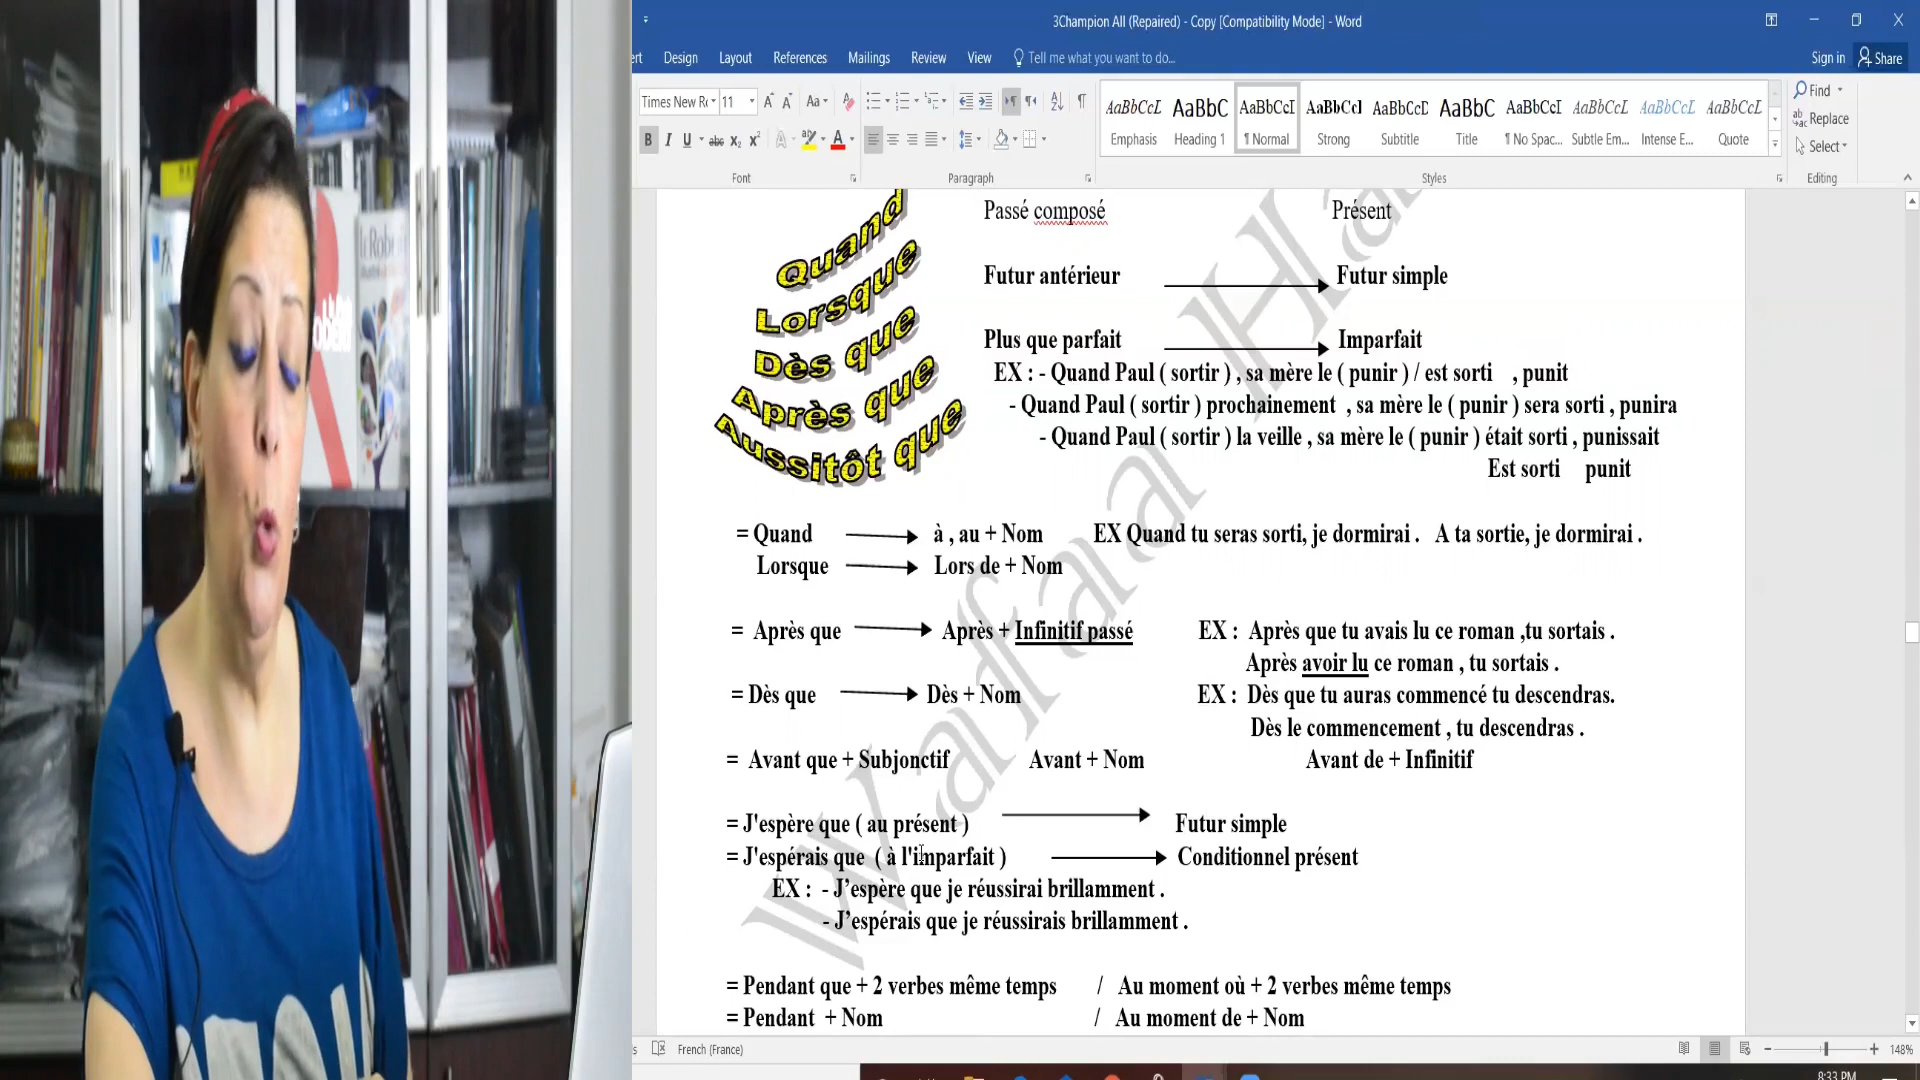 3Champion All (Repaired) - Copy [Compatibility Mode] - Word
Design Layout References Mailings Review View Tell me what you want to do... Sign in Share
Times New R 11 Aa
Find
Replace
Select
B I U abc X2 X2 A
AaBbCcL AaBbC AaBbCcI AaBbCcI AaBbCcD AaBbC AaBbCcI AaBbCcL AaBbCcL AaBbCcL
Emphasis Heading 1 ¶ Normal Strong Subtitle Title ¶ No Spac... Subtle Em... Intense E... Quote
Font Paragraph Styles Editing
Passé composé Présent
Quand
Lorsque
Dès que
Après que
Aussitôt que
Futur antérieur Futur simple
Plus que parfait Imparfait
EX : - Quand Paul ( sortir ) , sa mère le ( punir ) / est sorti , punit
- Quand Paul ( sortir ) prochainement , sa mère le ( punir ) sera sorti , punira
- Quand Paul ( sortir ) la veille , sa mère le ( punir ) était sorti , punissait
Est sorti punit
= Quand à , au + Nom EX Quand tu seras sorti, je dormirai . A ta sortie, je dormirai .
Lorsque Lors de + Nom
= Après que Après + Infinitif passé EX : Après que tu avais lu ce roman ,tu sortais .
Après avoir lu ce roman , tu sortais .
= Dès que Dès + Nom EX : Dès que tu auras commencé tu descendras.
Dès le commencement , tu descendras .
= Avant que + Subjonctif Avant + Nom Avant de + Infinitif
= J'espère que ( au présent ) Futur simple
= J'espérais que ( à l'imparfait ) Conditionnel présent
EX : - J'espère que je réussirai brillamment .
- J'espérais que je réussirais brillamment .
= Pendant que + 2 verbes même temps / Au moment où + 2 verbes même temps
= Pendant + Nom / Au moment de + Nom
French (France) 148%
8:33 PM